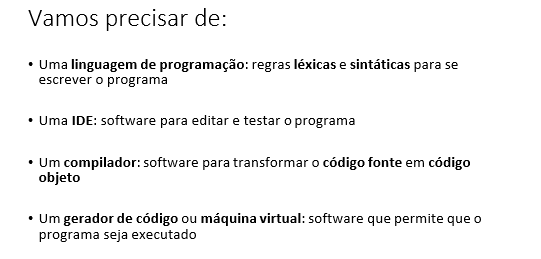 Vamos precisar de:
• Uma linguagem de programação: regras léxicas e sintáticas para se
escrever o programa
• Uma IDE: software para editar e testar o programa
• Um compilador: software para transformar o código fonte em código
objeto
• Um gerador de código ou máquina virtual: software que permite que o
programa seja executado